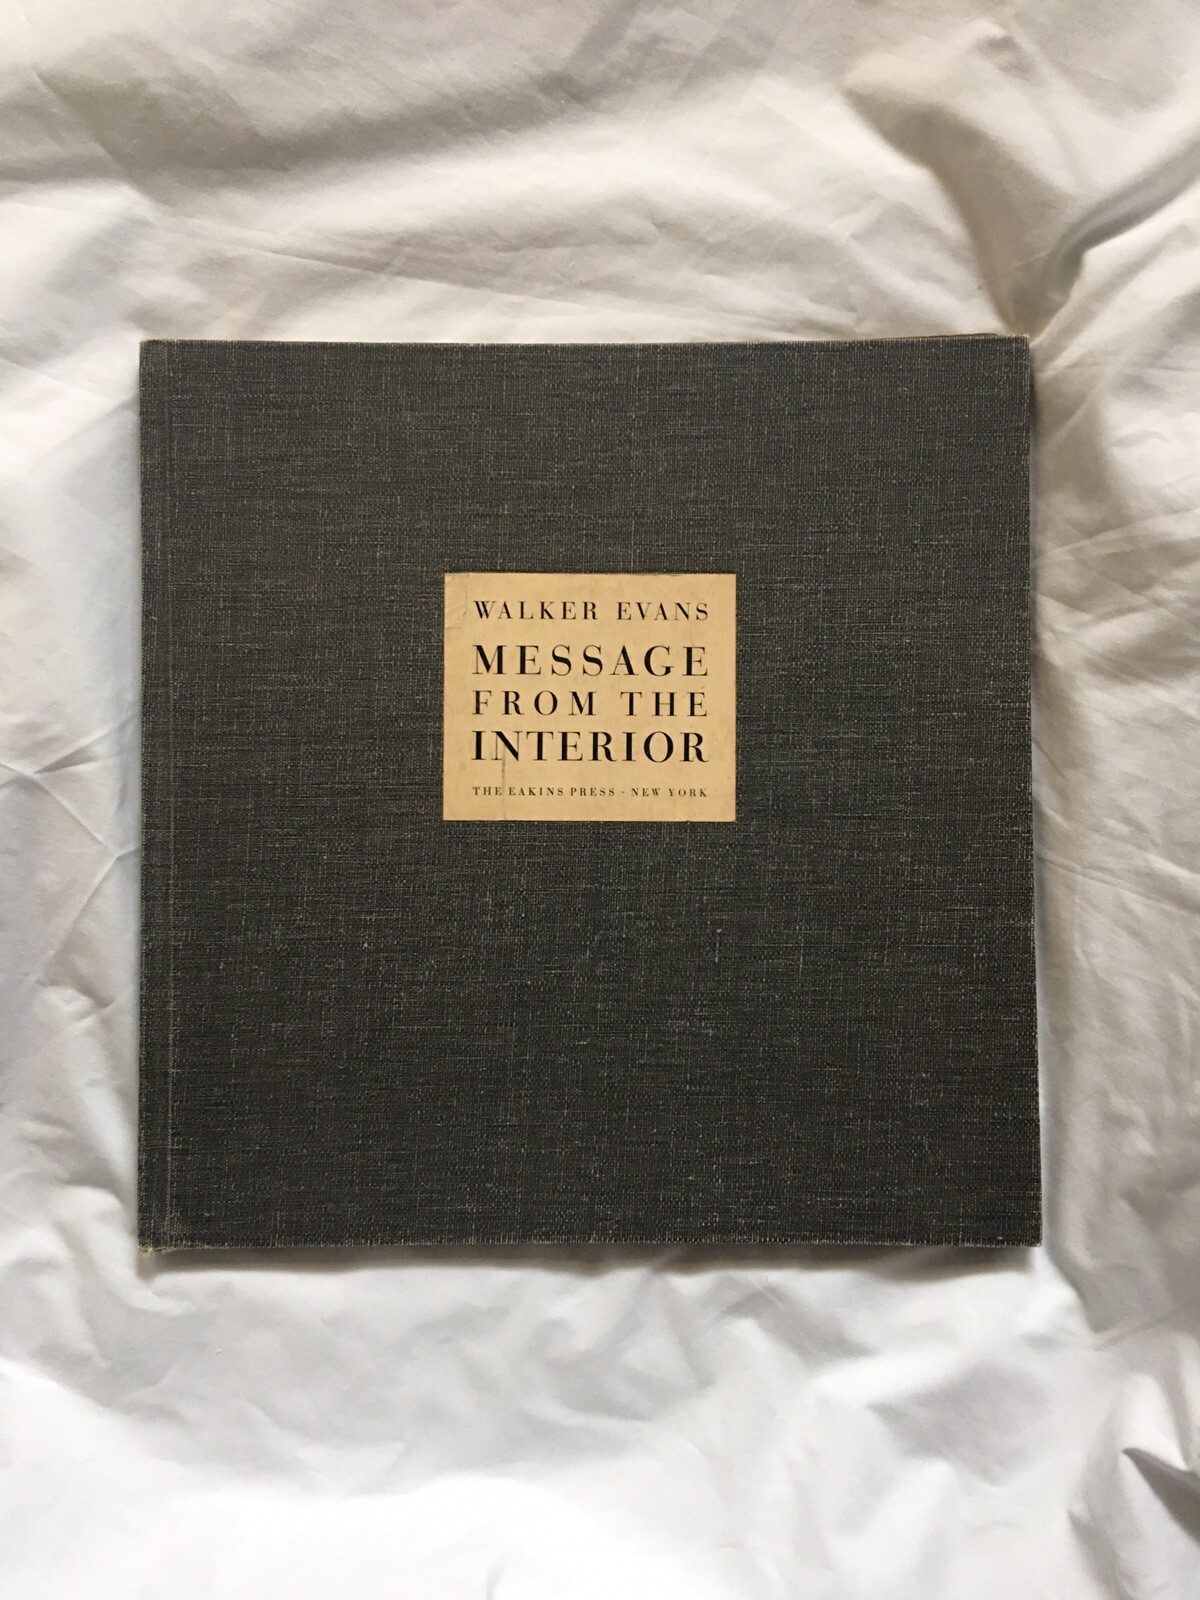 WALKER EVANS
MESSAGE
FROM THE
INTERIOR
THE EAKINS PRESS · NEW YORK